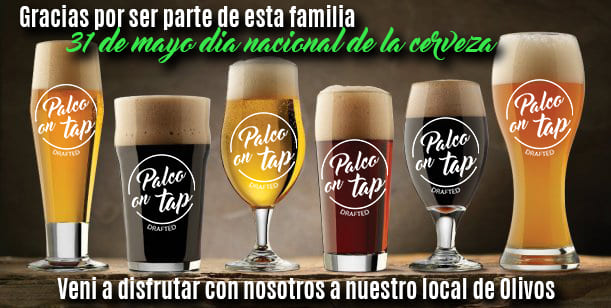 Gracias por ser parte de esta familia
31 de mayo dia nacional de la cerveza
Palco
on tap
DRAFTED
Palco
on tap
DRAFTED
Palco
on tap
DRAFTED
Palco
on tap
DRAFTED
Palco
on tap
DRAFTED
Palco
on tap
DRAFTED
Veni a disfrutar con nosotros a nuestro local de Olivos